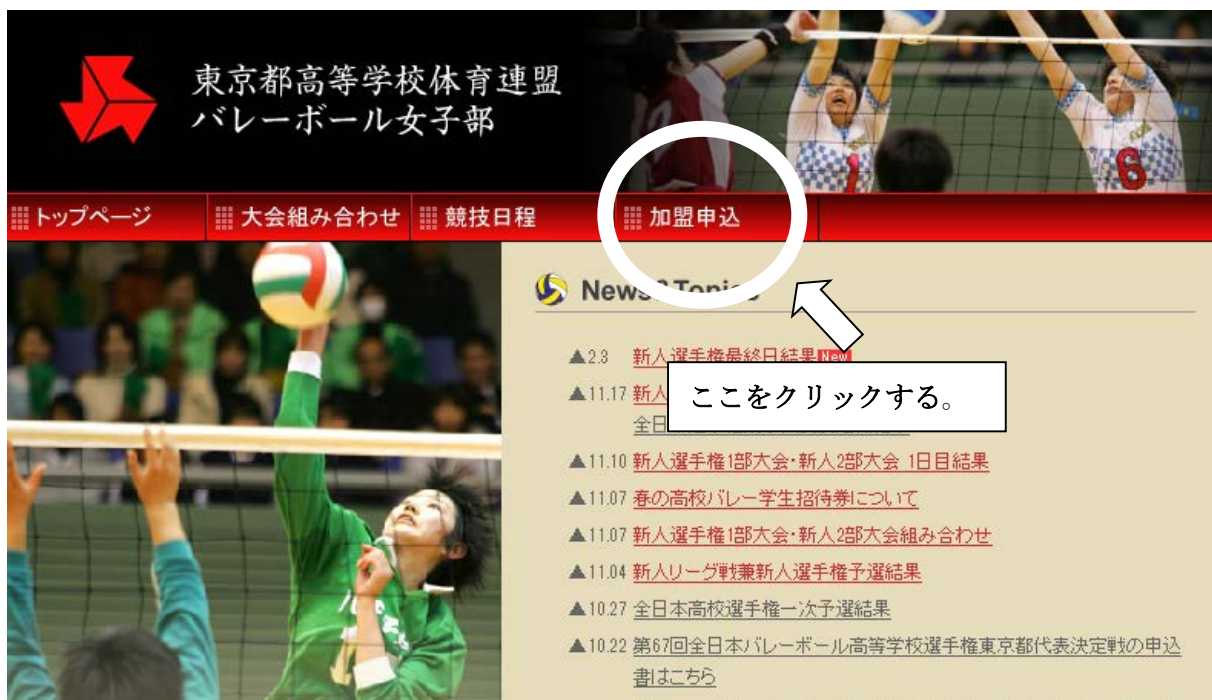 東京都高等学校体育連盟
バレーボール女子部
トップページ
大会組み合わせ
競技日程
加盟申込
News
▲2.3 新人選手権最終日結果 New
ここをクリックする。
▲11.17 新人
全日
▲11.10 新人選手権1部大会・新人2部大会 1日目結果
▲11.07 春の高校バレー学生招待券について
▲11.07 新人選手権1部大会・新人2部大会組み合わせ
▲11.04 新人リーグ戦兼新人選手権予選結果
▲10.27 全日本高校選手権一次予選結果
▲10.22 第67回全日本バレーボール高等学校選手権東京都代表決定戦の申込
書はこちら
1
6